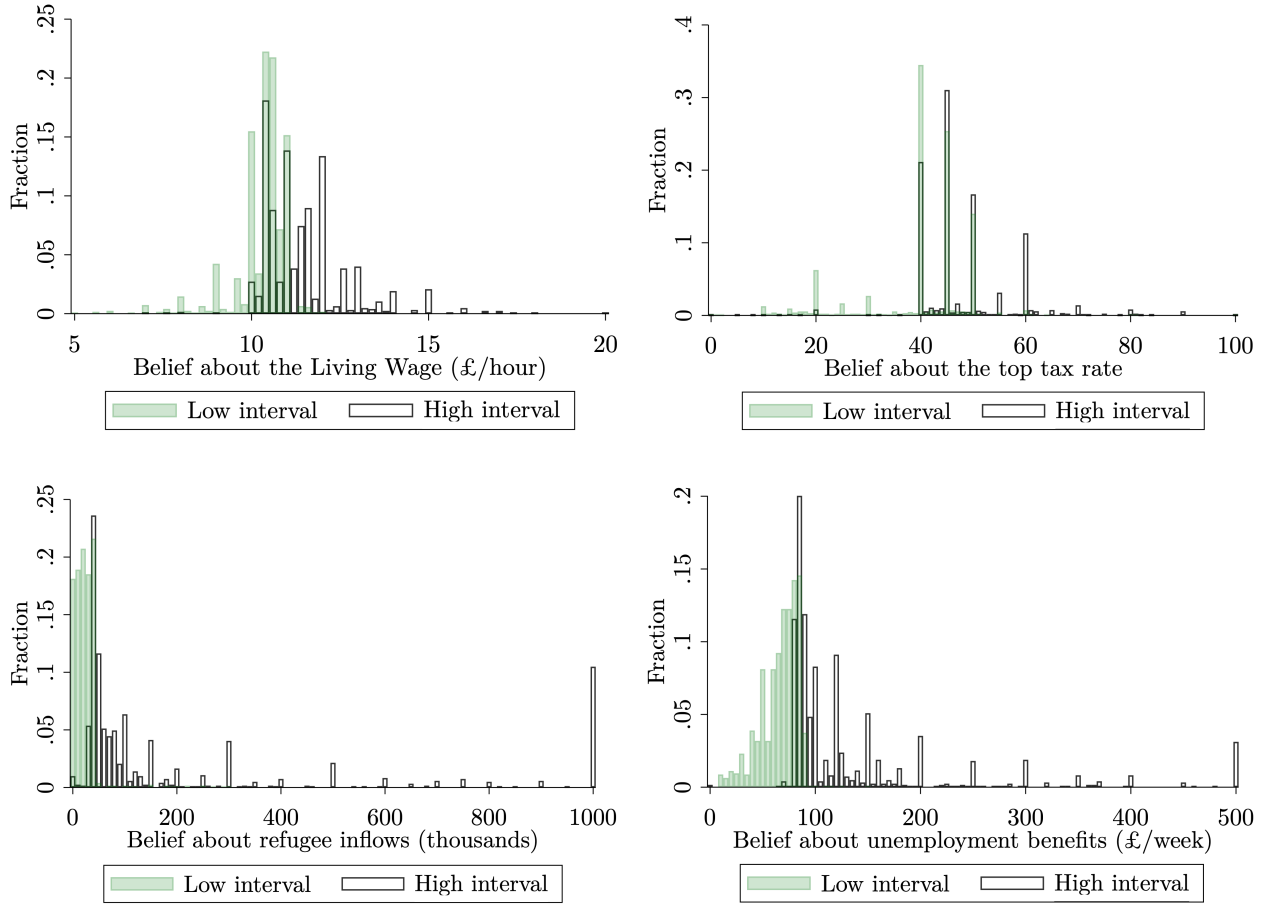 .25
.2
.15
.1
.05
0
Fraction
5 10 15 20
Belief about the Living Wage (£/hour)
Low interval High interval
.4
.3
.2
.1
0
Fraction
0 20 40 60 80 100
Belief about the top tax rate
Low interval High interval
.25
.2
.15
.1
.05
0
Fraction
0 200 400 600 800 1000
Belief about refugee inflows (thousands)
Low interval High interval
.2
.15
.1
.05
0
Fraction
0 100 200 300 400 500
Belief about unemployment benefits (£/week)
Low interval High interval